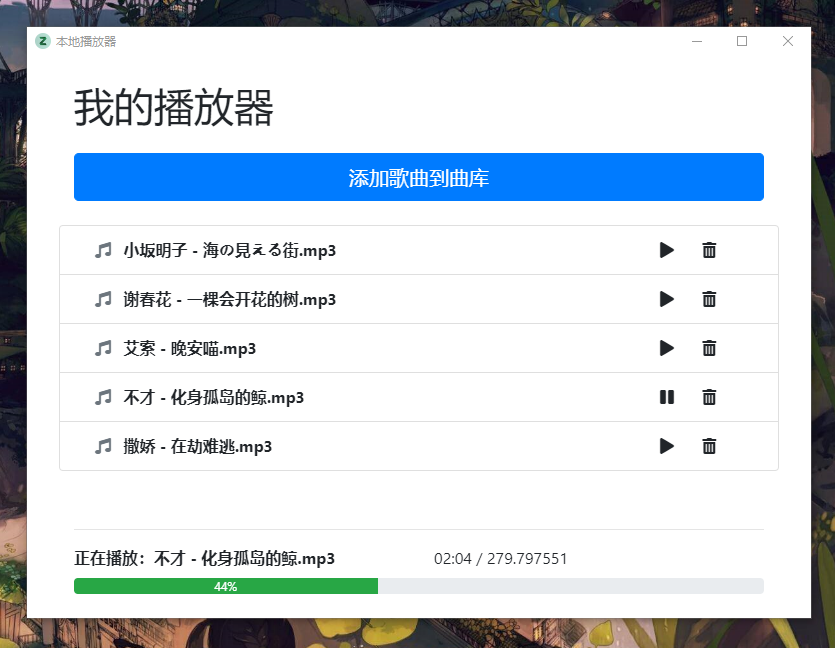 Z 本地播放器
我的播放器
添加歌曲到曲库
小坂明子 - 海の見える街.mp3
谢春花 - 一棵会开花的树.mp3
艾索 - 晚安喵.mp3
不才 - 化身孤岛的鲸.mp3
撒娇 - 在劫难逃.mp3
正在播放：不才 - 化身孤岛的鲸.mp3 02:04 / 279.797551
44%